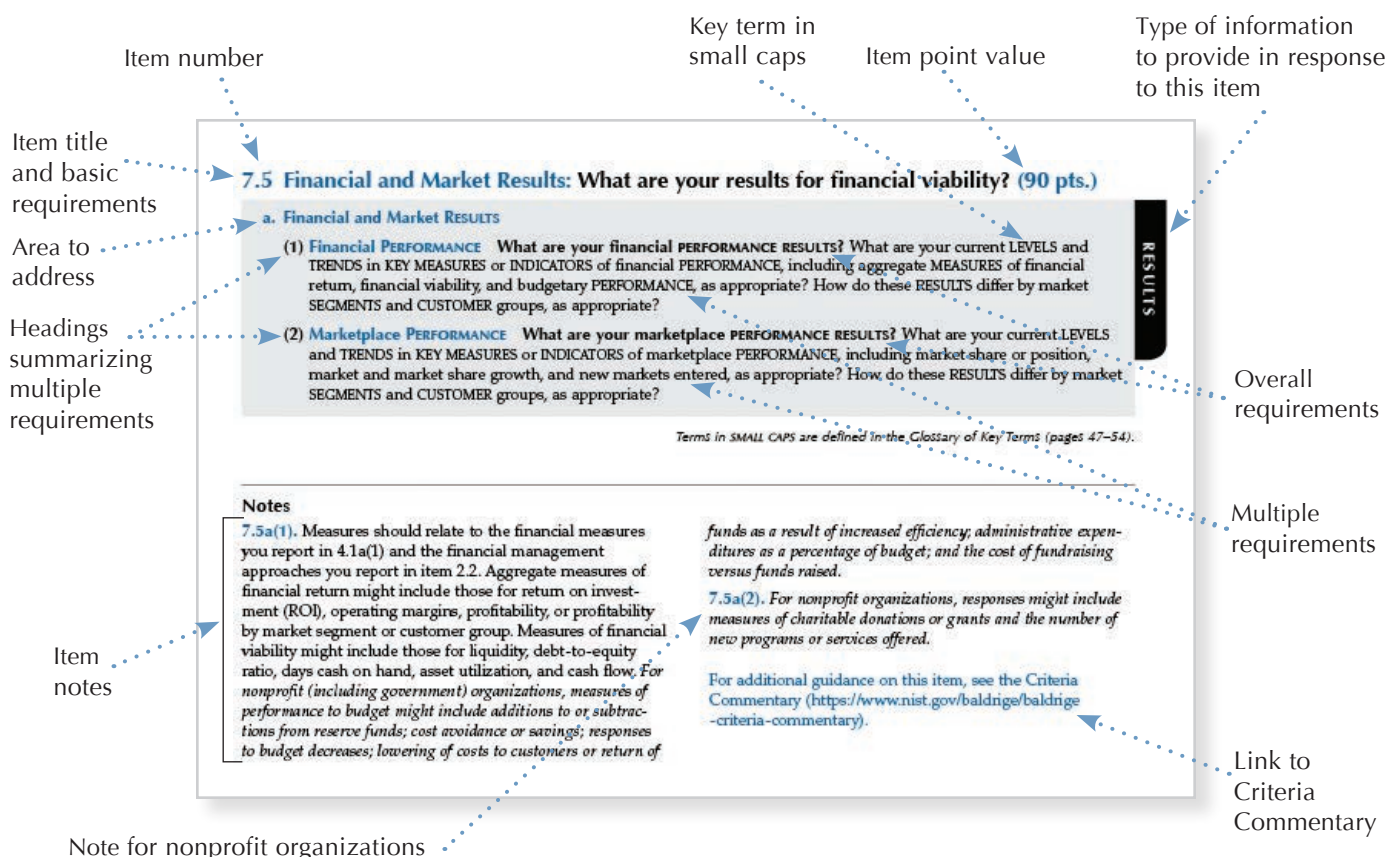 Key term in
small caps
Item number
Item point value
Type of information
to provide in response
to this item
Item title
and basic
requirements
Area to
address
Headings
summarizing
multiple
requirements
7.5 Financial and Market Results: What are your results for financial viability? (90 pts.)
a. Financial and Market RESULTS
(1) Financial PERFORMANCE What are your financial PERFORMANCE RESULTS? What are your current LEVELS and
TRENDS in KEY MEASURES or INDICATORS of financial PERFORMANCE, including aggregate MEASURES of financial
return, financial viability, and budgetary PERFORMANCE, as appropriate? How do these RESULTS differ by market
SEGMENTS and CUSTOMER groups, as appropriate?
(2) Marketplace PERFORMANCE What are your marketplace PERFORMANCE RESULTS? What are your current LEVELS
and TRENDS in KEY MEASURES or INDICATORS of marketplace PERFORMANCE, including market share or position,
market and market share growth, and new markets entered, as appropriate? How do these RESULTS differ by market
SEGMENTS and CUSTOMER groups, as appropriate?
RESULTS
Terms in SMALL CAPS are defined in the Glossary of Key Terms (pages 47–54).
Overall
requirements
Multiple
requirements
Notes
7.5a(1). Measures should relate to the financial measures
you report in 4.1a(1) and the financial management
approaches you report in item 2.2. Aggregate measures of
financial return might include those for return on invest-
ment (ROI), operating margins, profitability, or profitability
by market segment or customer group. Measures of financial
viability might include those for liquidity, debt-to-equity
ratio, days cash on hand, asset utilization, and cash flow. For
nonprofit (including government) organizations, measures of
performance to budget might include additions to or subtrac-
tions from reserve funds; cost avoidance or savings; responses
to budget decreases; lowering of costs to customers or return of
funds as a result of increased efficiency; administrative expen-
ditures as a percentage of budget; and the cost of fundraising
versus funds raised.
7.5a(2). For nonprofit organizations, responses might include
measures of charitable donations or grants and the number of
new programs or services offered.
For additional guidance on this item, see the Criteria
Commentary (https://www.nist.gov/baldrige/baldrige
-criteria-commentary).
Item
notes
Link to
Criteria
Commentary
Note for nonprofit organizations